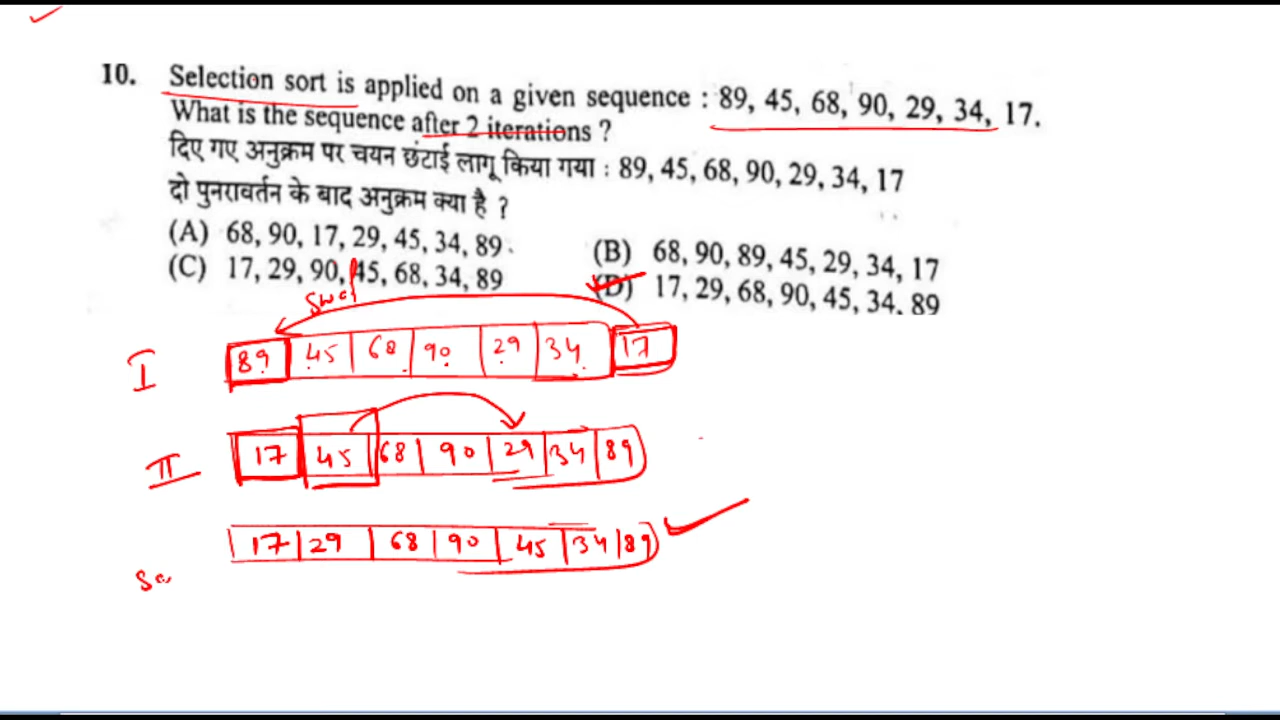 10. Selection sort is applied on a given sequence : 89, 45, 68, 90, 29, 34, 17.
What is the sequence after 2 iterations ?
दिए गए अनुक्रम पर चयन छंटाई लागू किया गया : 89, 45, 68, 90, 29, 34, 17
दो पुनरावर्तन के बाद अनुक्रम क्या है ?
(A) 68, 90, 17, 29, 45, 34, 89.
(B) 68, 90, 89, 45, 29, 34, 17
(C) 17, 29, 90, 45, 68, 34, 89
(D) 17, 29, 68, 90, 45, 34, 89
Swap
I 89 45 68 90 29 34 17
II 17 45 68 90 29 34 89
17 29 68 90 45 34 89